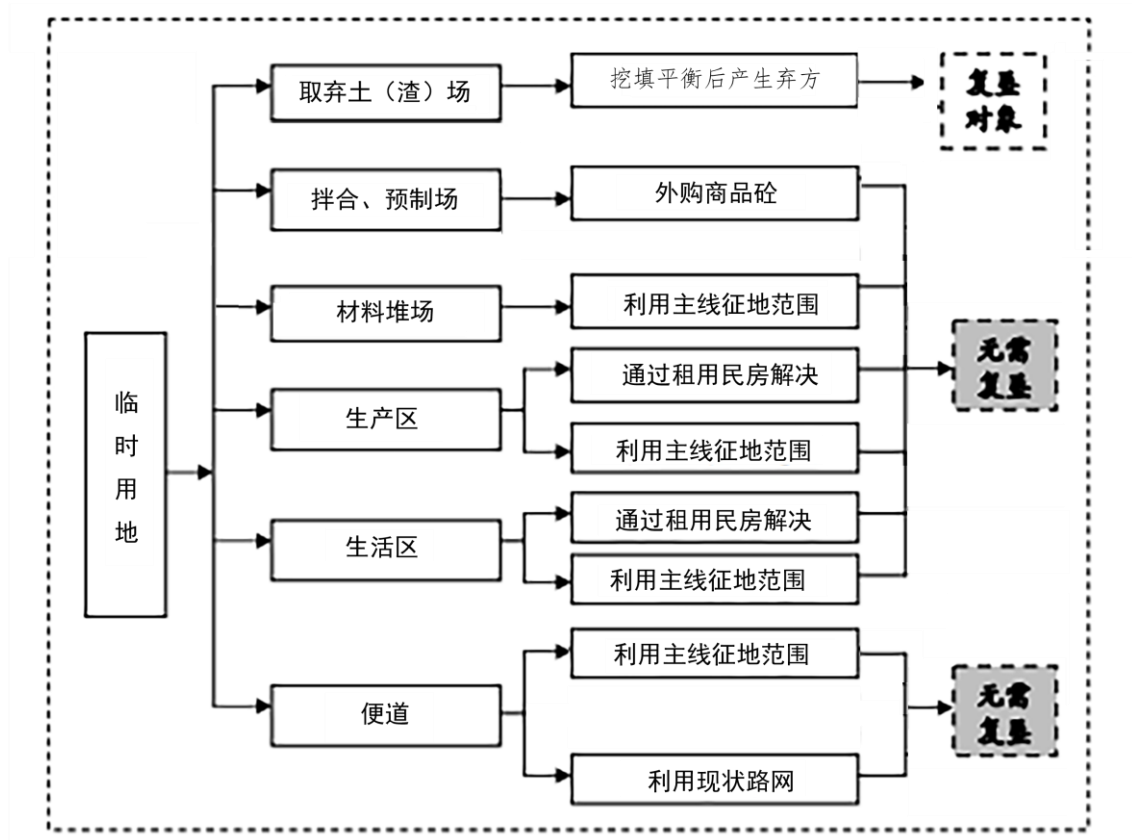 临
时
用
地
取弃土（渣）场
挖填平衡后产生弃方
复垦
对象
拌合、预制场
外购商品砼
材料堆场
利用主线征地范围
生产区
通过租用民房解决
利用主线征地范围
生活区
通过租用民房解决
利用主线征地范围
无需
复垦
便道
利用主线征地范围
利用现状路网
无需
复垦